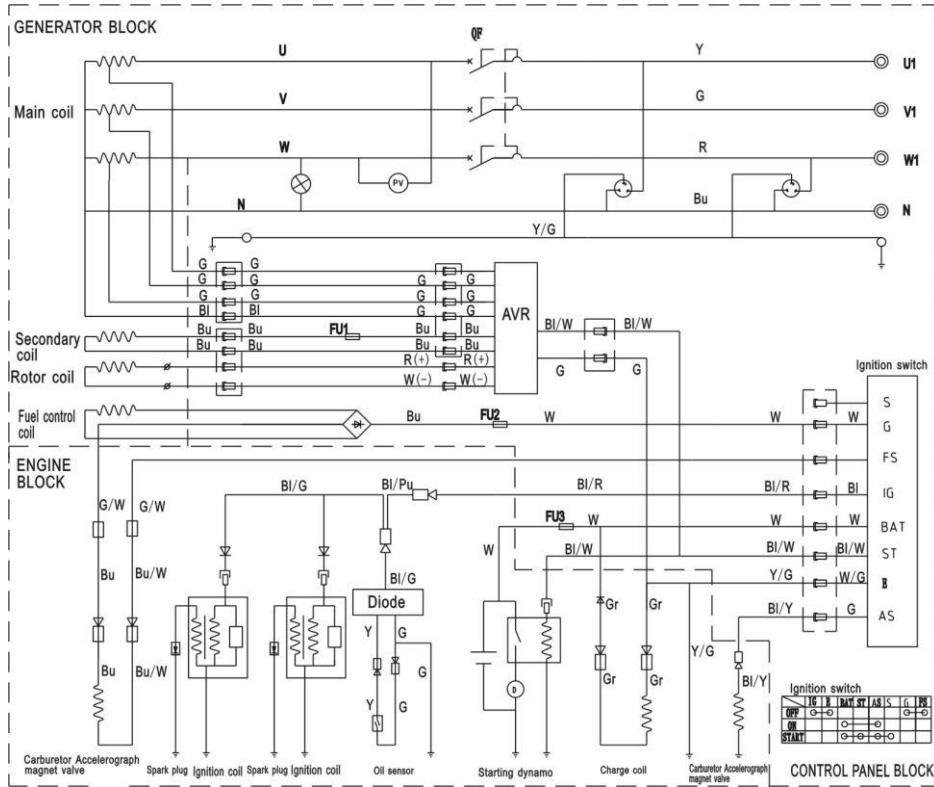 GENERATOR BLOCK
QF
U
Y
U1
Main coil
V
G
V1
W
R
W1
PV
N
Bu
N
Y/G
G G G G
G G G G
G G G G
Bl Bl G G
AVR
Bl/W Bl/W
Secondary coil
Bu Bu FU1 Bu Bu
Bu Bu Bu Bu
Rotor coil
R(+) R(+)
W(-) W(-)
G G
Ignition switch
S
Fuel control coil
Bu FU2 W W W G
ENGINE BLOCK
FS
Bl/G Bl/Pu Bl/R Bl/R Bl IG
G/W G/W
FU3 W W W BAT
W Bl/W Bl/W Bl/W ST
Bl/G
Y/G W/G E
Bu Bu/W
Diode
Gr Gr
Bl/Y G AS
Y G
Y/G
Bu Bu/W
G
Gr Gr
Bl/Y
Y G
D
Ignition switch
IG E BAT ST AS S G FS
OFF
ON
START
Carburetor Accelerograph magnet valve
Spark plug Ignition coil
Spark plug Ignition coil
Oil sensor
Starting dynamo
Charge coil
Carburetor Accelerograph magnet valve
CONTROL PANEL BLOCK